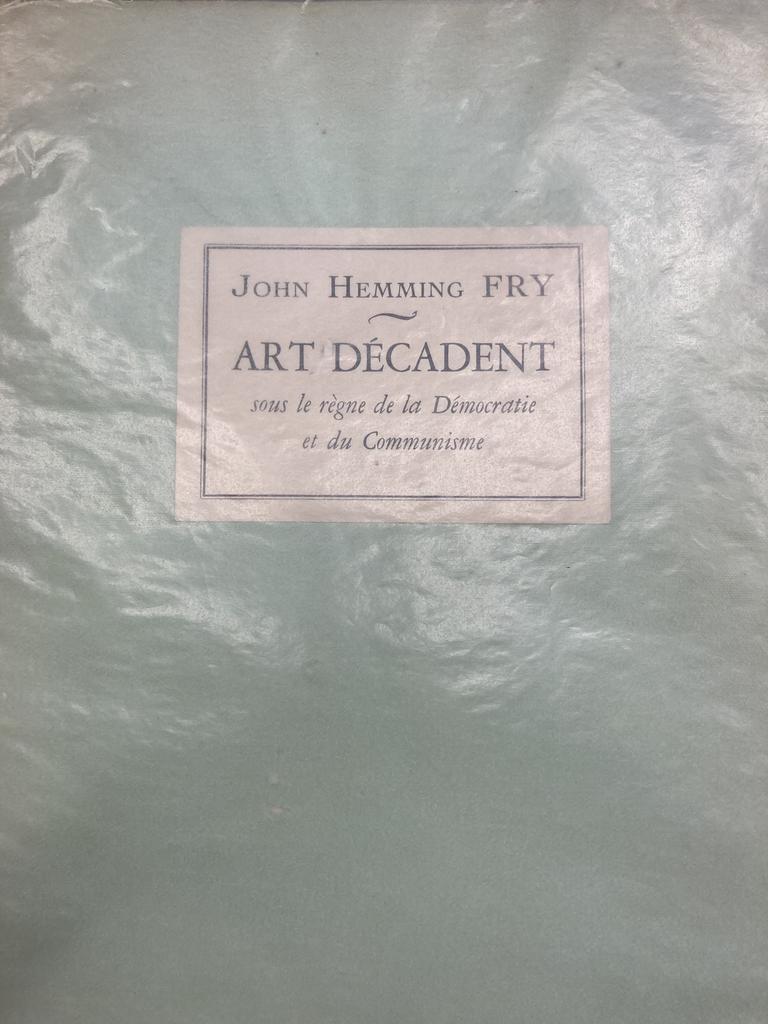 John Hemming FRY
ART DÉCADENT
sous le règne de la Démocratie
et du Communisme